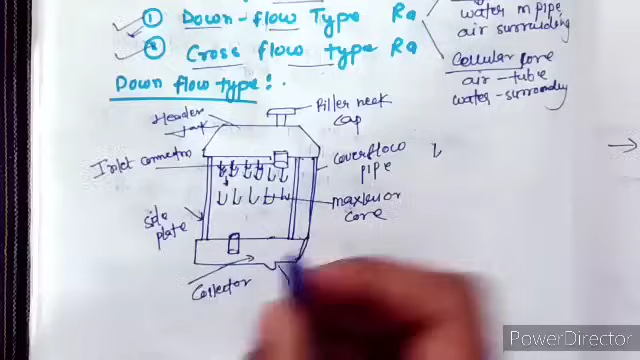 ① Down-flow Type Ra
② Cross flow type Ra
water in pipe
air surrounding
Cellular Core
air - tube
water - surrounding
Down flow type:
Header
tank
Filler neck
cap
Inlet connection
overflow
pipe
core
side
plate
Collector
PowerDirector